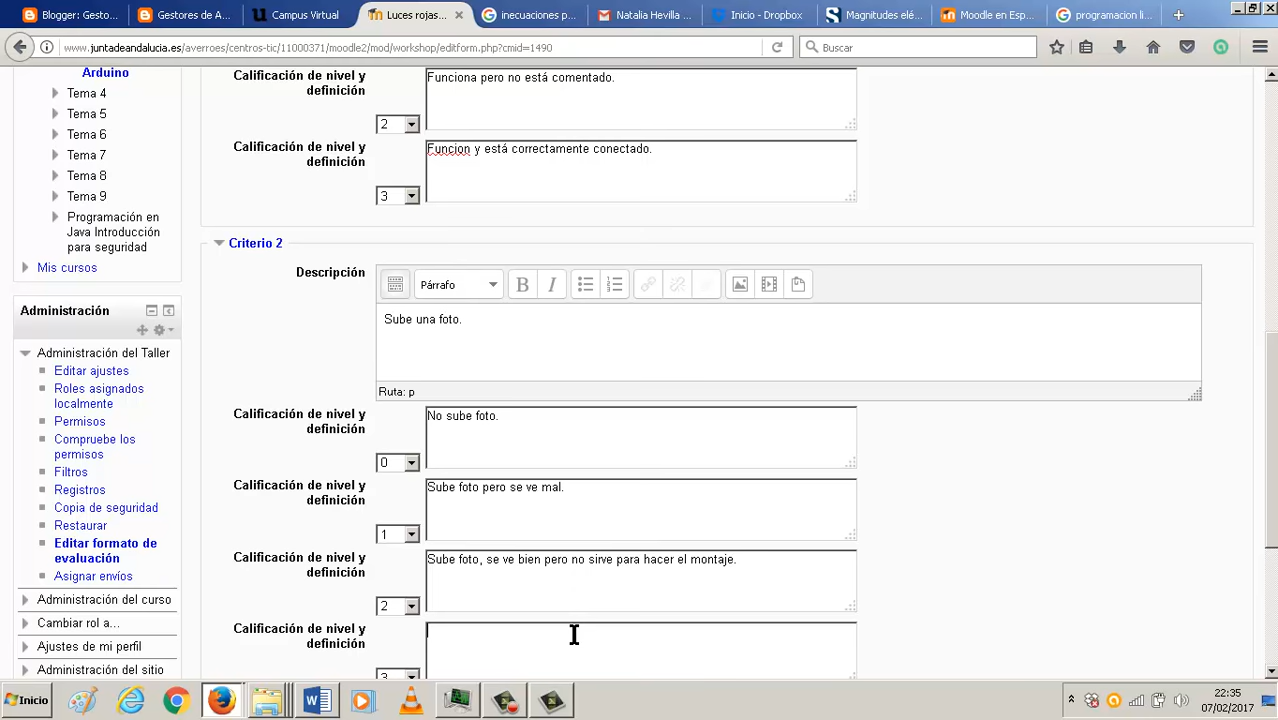 Blogger: Gesto...
Gestores de A...
Campus Virtual
Luces rojas...
inecuaciones p...
Natalia Hevilla ...
Inicio - Dropbox
Magnitudes elé...
Moodle en Esp...
programacion li...
www.juntadeandalucia.es/averroes/centros-tic/11000371/moodle2/mod/workshop/editform.php?cmid=1490
Buscar
Arduino
Tema 4
Tema 5
Tema 6
Tema 7
Tema 8
Tema 9
Programación en
Java Introducción
para seguridad
Mis cursos
Administración
Administración del Taller
Editar ajustes
Roles asignados
localmente
Permisos
Compruebe los
permisos
Filtros
Registros
Copia de seguridad
Restaurar
Editar formato de
evaluación
Asignar envíos
Administración del curso
Cambiar rol a...
Ajustes de mi perfil
Administración del sitio
Calificación de nivel y
definición
2
Funciona pero no está comentado.
Calificación de nivel y
definición
3
Funcion y está correctamente conectado.
Criterio 2
Descripción
Párrafo
B I
Sube una foto.
Ruta: p
Calificación de nivel y
definición
0
No sube foto.
Calificación de nivel y
definición
1
Sube foto pero se ve mal.
Calificación de nivel y
definición
2
Sube foto, se ve bien pero no sirve para hacer el montaje.
Calificación de nivel y
definición
3
Inicio
22:35
07/02/2017